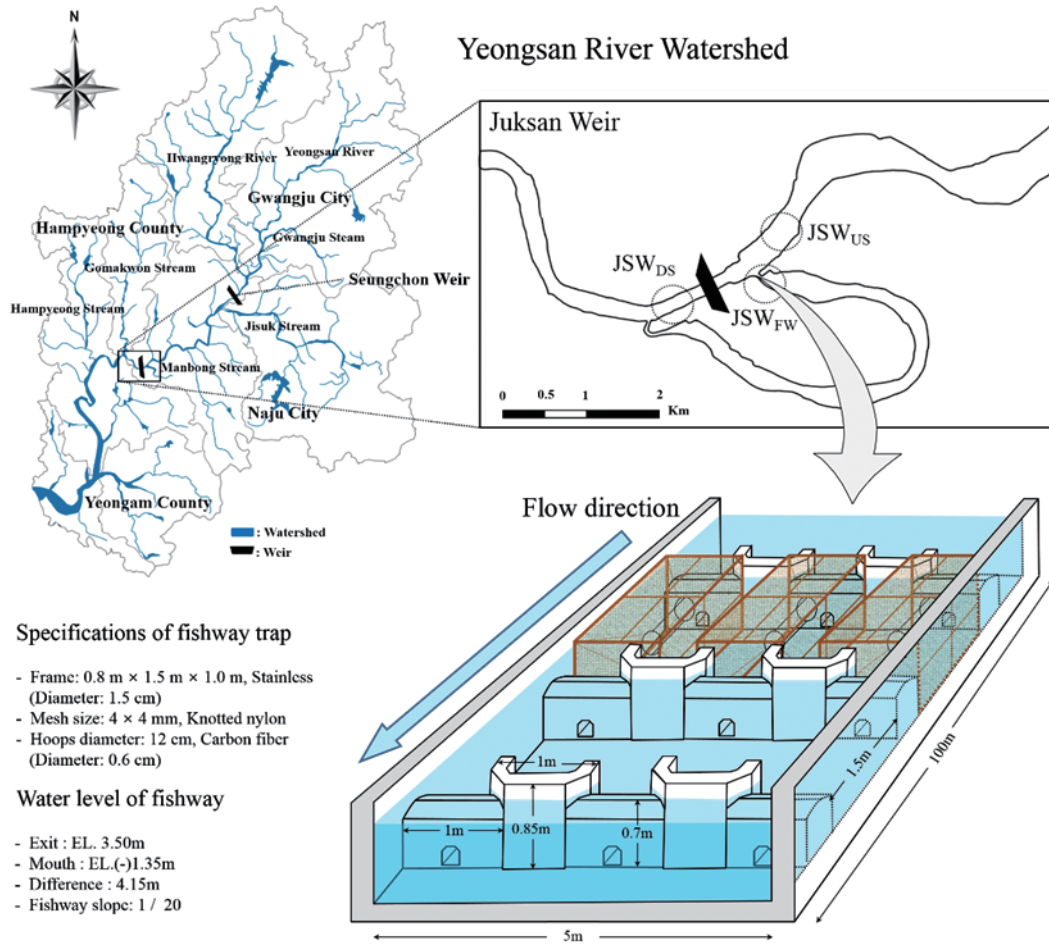 N
Yeongsan River Watershed
Juksan Weir
IIwangryong River
Yeongsan River
Gwangju City
Hampyeong County
Gwangju Steam
Gomakwon Stream
Seungchon Weir
Hampyeong Stream
Jisuk Stream
Manbong Stream
Naju City
Yeongam County
: Watershed
: Weir
JSWUS
JSWDS
JSWFW
0 0.5 1 2
Km
Flow direction
Specifications of fishway trap
- Frame: 0.8 m × 1.5 m × 1.0 m, Stainless
(Diameter: 1.5 cm)
- Mesh size: 4 × 4 mm, Knotted nylon
- Hoops diameter: 12 cm, Carbon fiber
(Diameter: 0.6 cm)
Water level of fishway
- Exit : EL. 3.50m
- Mouth : EL.(-)1.35m
- Difference : 4.15m
- Fishway slope: 1 / 20
1m
1m
0.85m
0.7m
1.5m
100m
5m